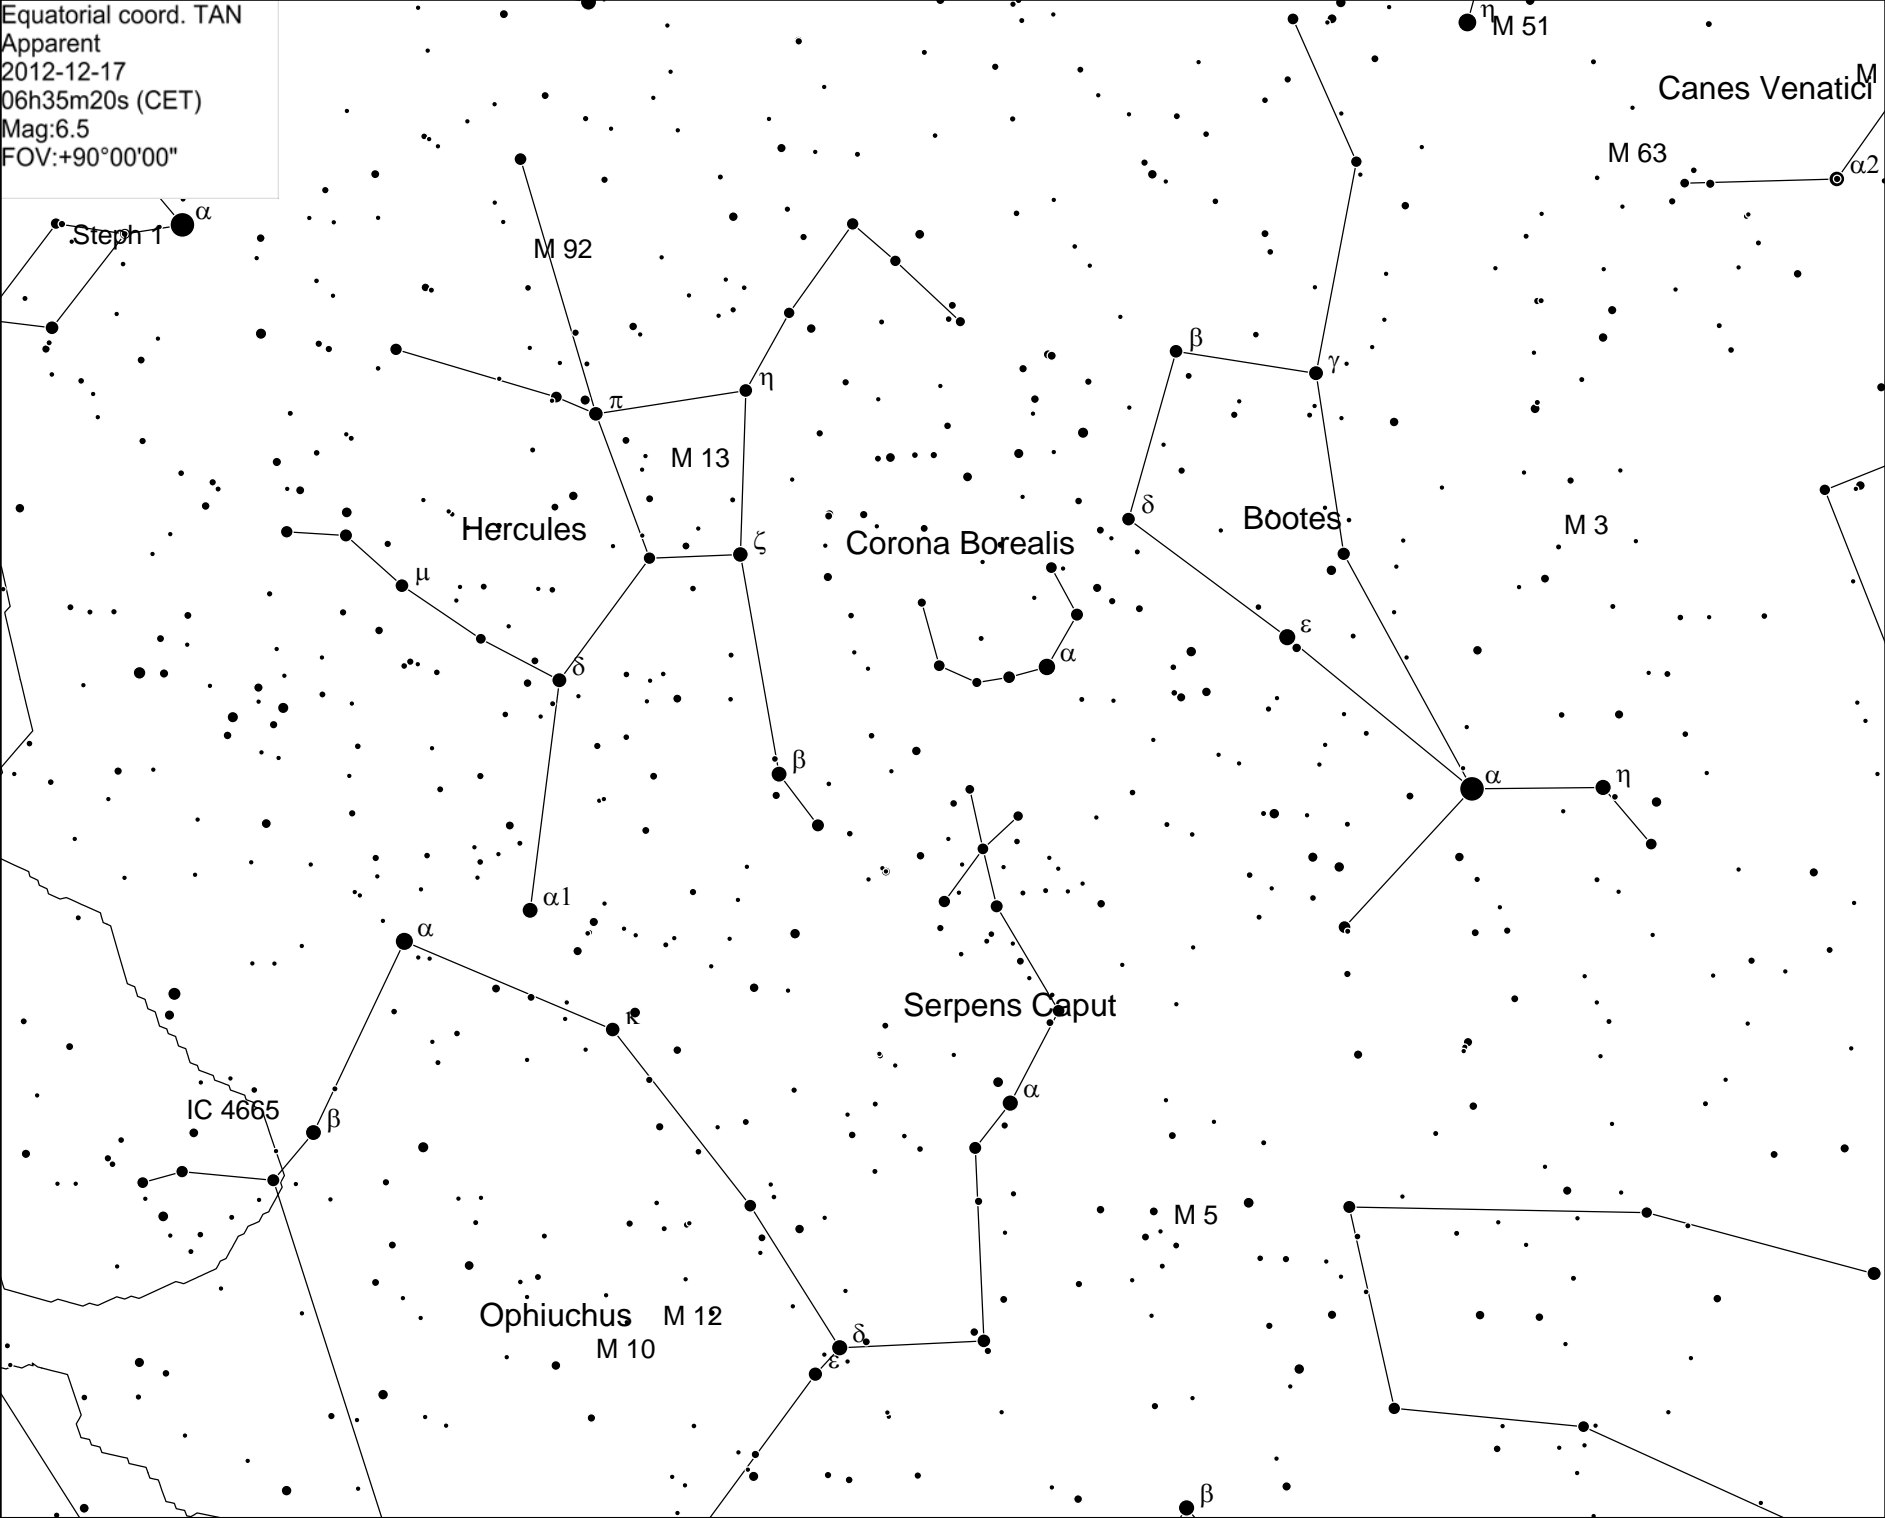 Equatorial coord. TAN
Apparent
2012-12-17
06h35m20s (CET)
Mag:6.5
FOV:+90°00'00"
η
M 51
M
Canes Venatici
M 63
α2
α
Steph 1
M 92
β
γ
η
π
M 13
δ
Hercules
ζ
Corona Borealis
Bootes
M 3
μ
ε
α
δ
β
α
η
α1
α
κ
Serpens Caput
α
IC 4665
β
M 5
Ophiuchus
M 12
M 10
δ
ε
β